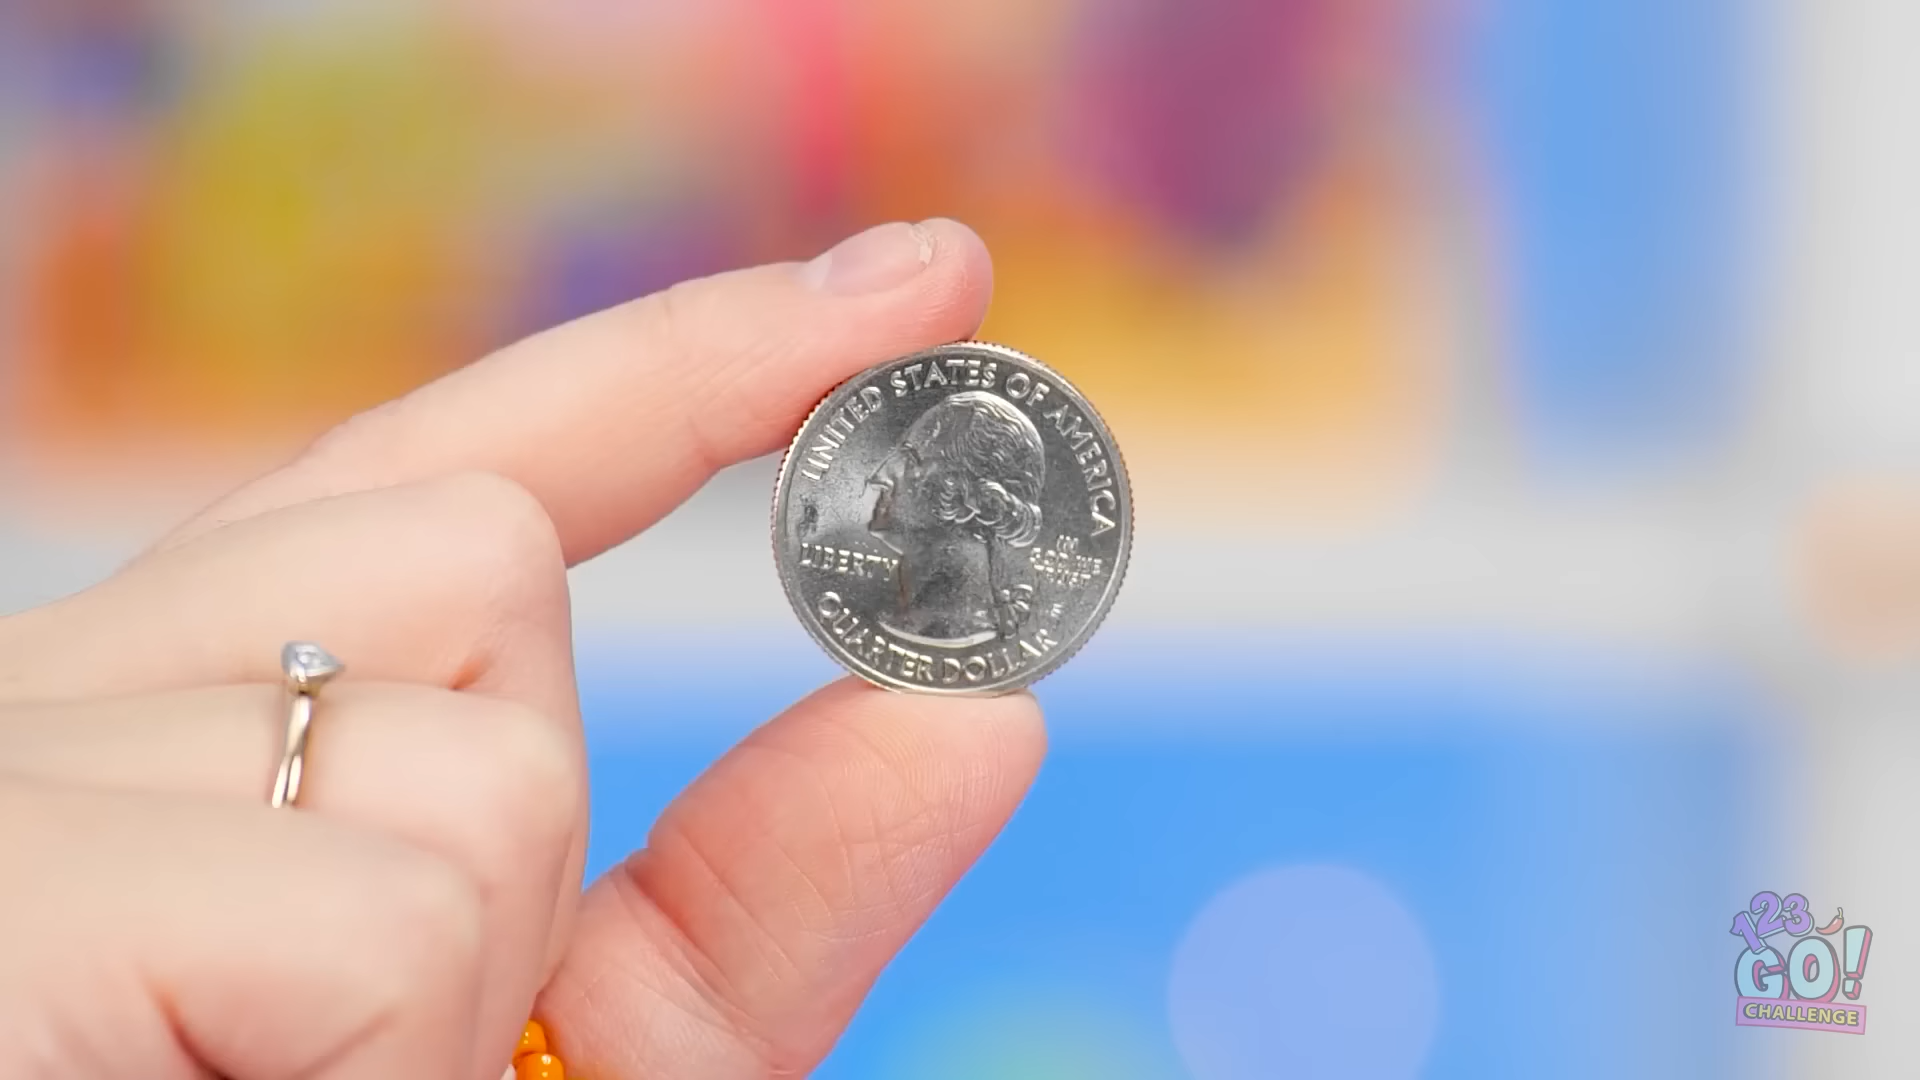 UNITED STATES OF AMERICA
LIBERTY
IN
GOD WE
TRUST
QUARTER DOLLAR
123
GO!
CHALLENGE